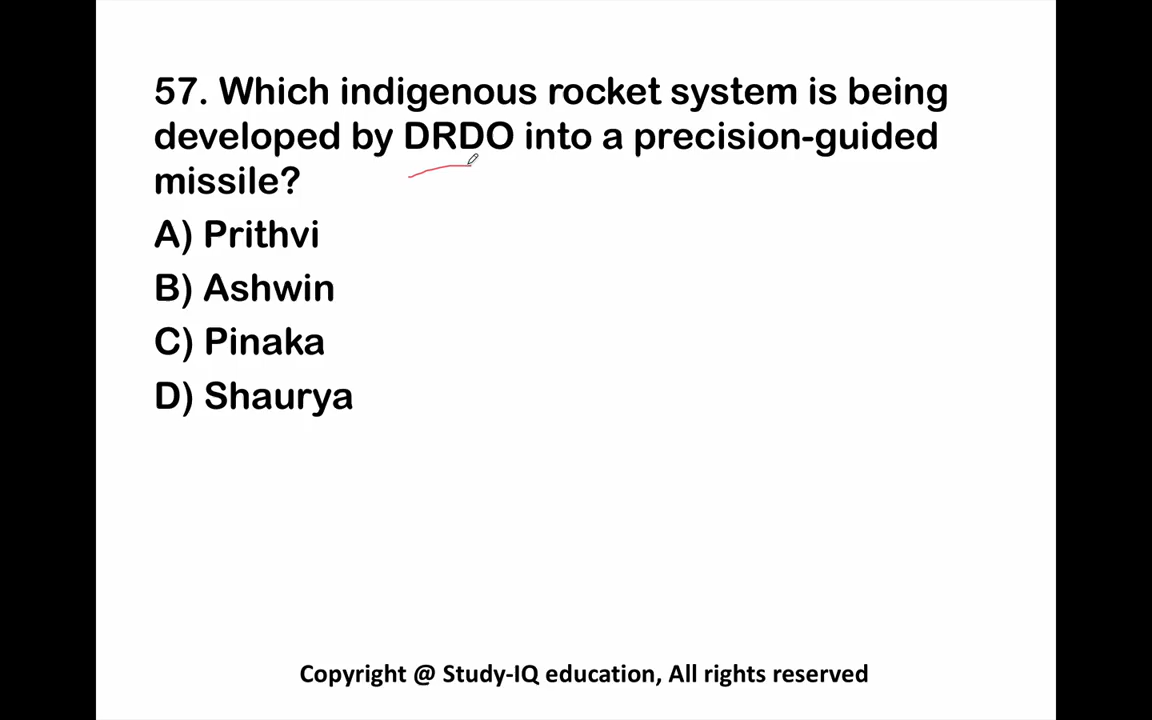 57. Which indigenous rocket system is being
developed by DRDO into a precision-guided
missile?
A) Prithvi
B) Ashwin
C) Pinaka
D) Shaurya
Copyright @ Study-IQ education, All rights reserved